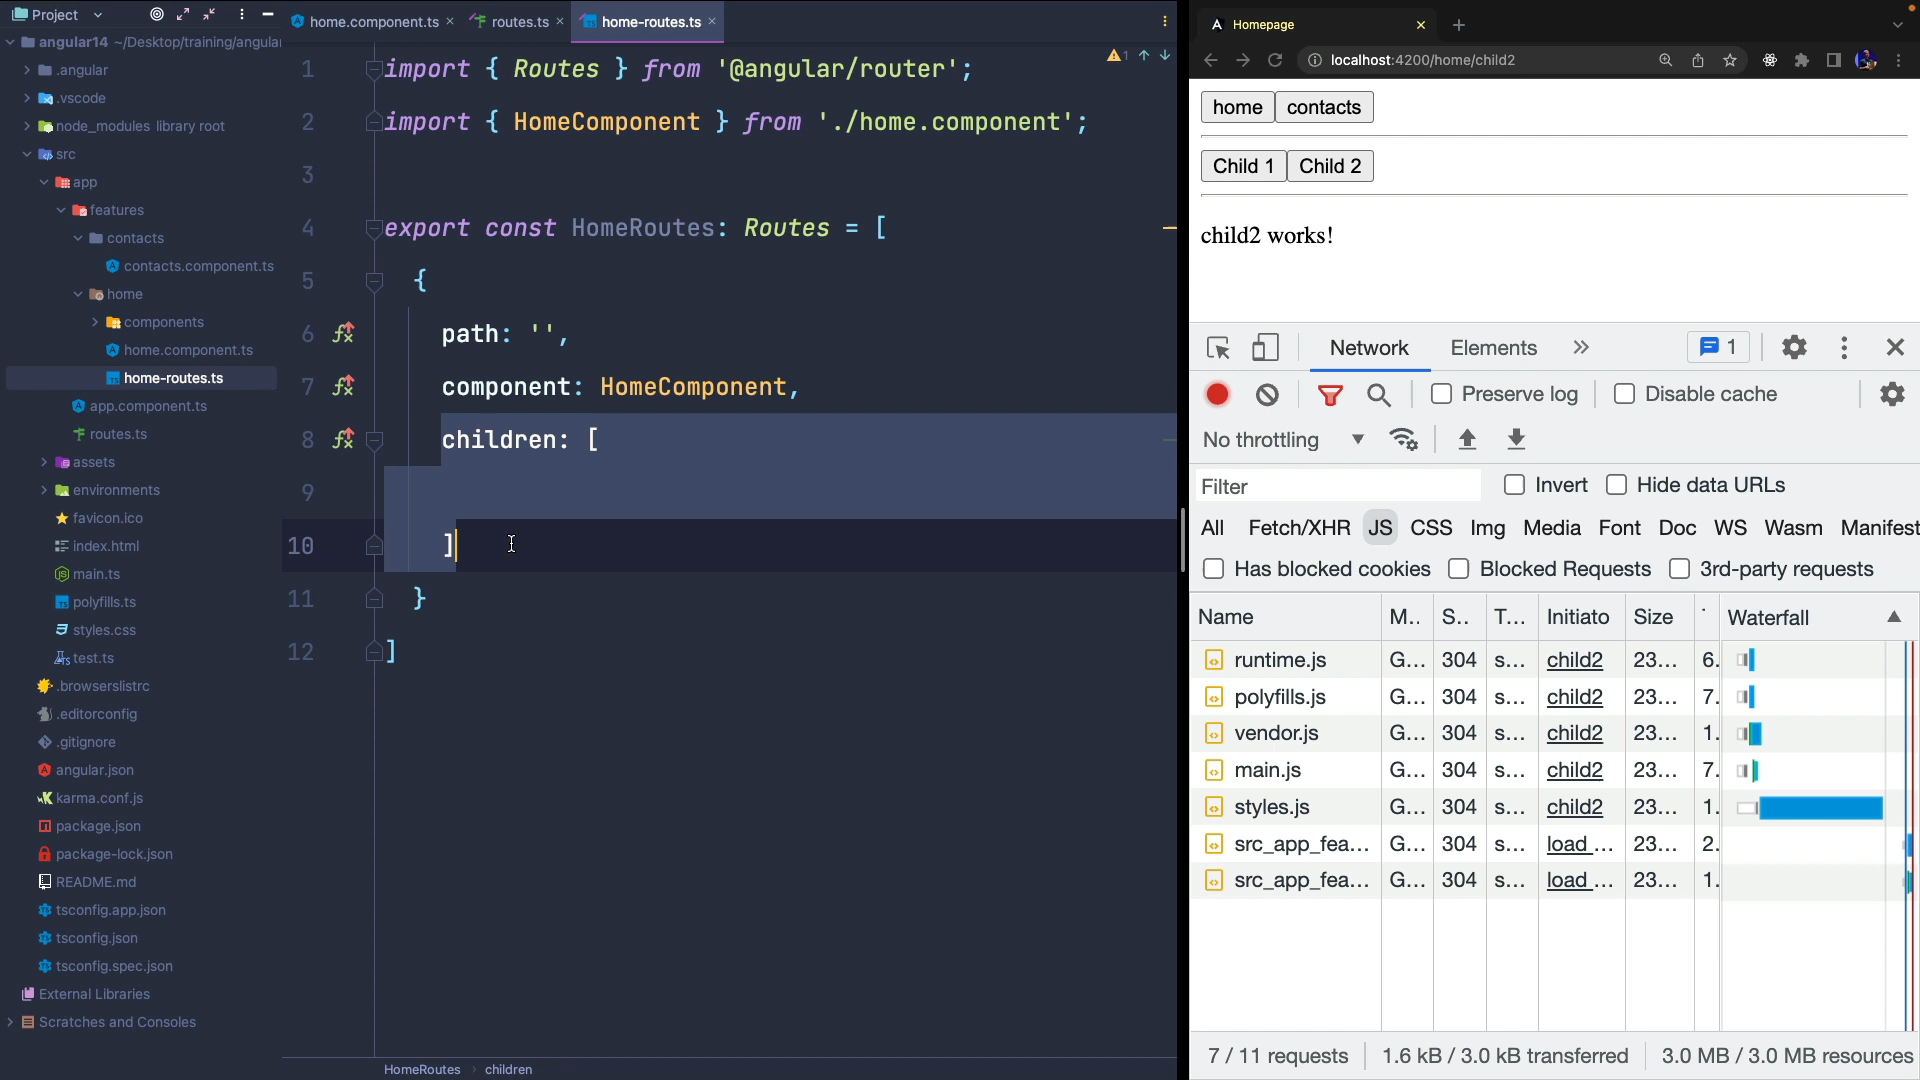 Project
home.component.ts
routes.ts
home-routes.ts
angular14 ~/Desktop/training/angular
.angular
.vscode
node_modules library root
src
app
features
contacts
contacts.component.ts
home
components
home.component.ts
home-routes.ts
app.component.ts
routes.ts
assets
environments
favicon.ico
index.html
main.ts
polyfills.ts
styles.css
test.ts
.browserslistrc
.editorconfig
.gitignore
angular.json
karma.conf.js
package.json
package-lock.json
README.md
tsconfig.app.json
tsconfig.json
tsconfig.spec.json
External Libraries
Scratches and Consoles
1 import { Routes } from '@angular/router';
2 import { HomeComponent } from './home.component';
3
4 export const HomeRoutes: Routes = [
5 {
6 path: '',
7 component: HomeComponent,
8 children: [
9
10 ]
11 }
12 ]
1
HomeRoutes children
Homepage
localhost:4200/home/child2
home contacts
Child 1 Child 2
child2 works!
Network Elements 1
Preserve log Disable cache
No throttling
Filter Invert Hide data URLs
All Fetch/XHR JS CSS Img Media Font Doc WS Wasm Manifest
Has blocked cookies Blocked Requests 3rd-party requests
Name M.. S.. T... Initiato Size Waterfall
runtime.js G... 304 s... child2 23... 6.
polyfills.js G... 304 s... child2 23... 7.
vendor.js G... 304 s... child2 23... 1.
main.js G... 304 s... child2 23... 7.
styles.js G... 304 s... child2 23... 1.
src_app_fea... G... 304 s... load ... 23... 2.
src_app_fea... G... 304 s... load ... 23... 1.
7 / 11 requests 1.6 kB / 3.0 kB transferred 3.0 MB / 3.0 MB resources